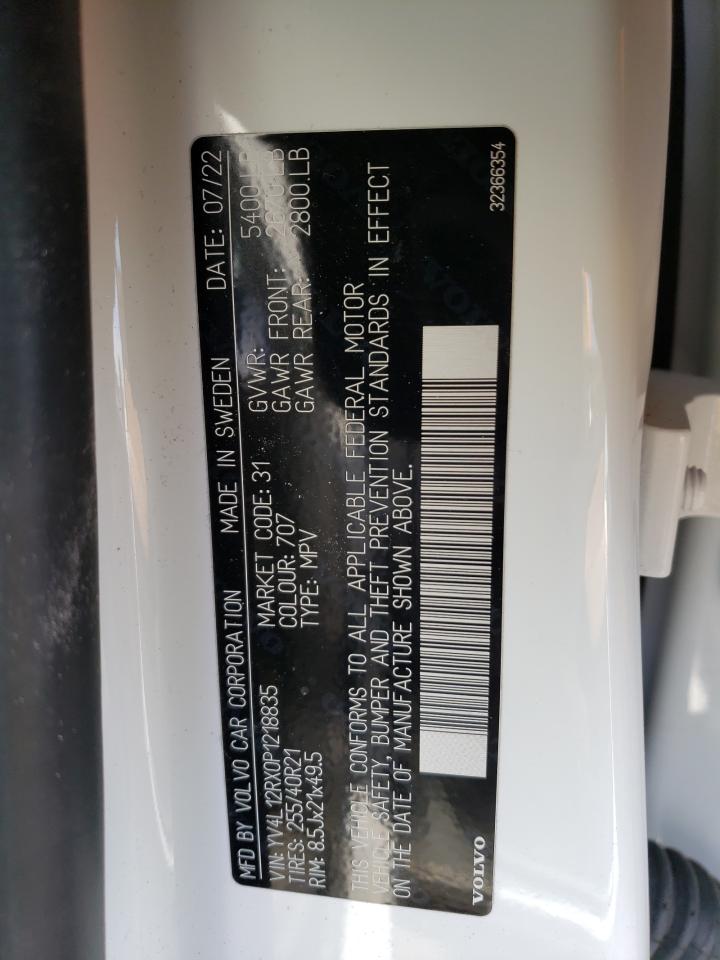 MFD BY VOLVO CAR CORPORATION MADE IN SWEDEN DATE: 07/22
VIN: YV4L12RX0P1218835 MARKET CODE: 31 GVWR: 5400.LB
TIRES: 255/40R21 COLOUR: 707 GAWR FRONT: 2670.LB
RIM: 8.5Jx21x49.5 TYPE: MPV GAWR REAR: 2800.LB
THIS VEHICLE CONFORMS TO ALL APPLICABLE FEDERAL MOTOR
VEHICLE SAFETY, BUMPER AND THEFT PREVENTION STANDARDS IN EFFECT
ON THE DATE OF MANUFACTURE SHOWN ABOVE.
VOLVO 32366354